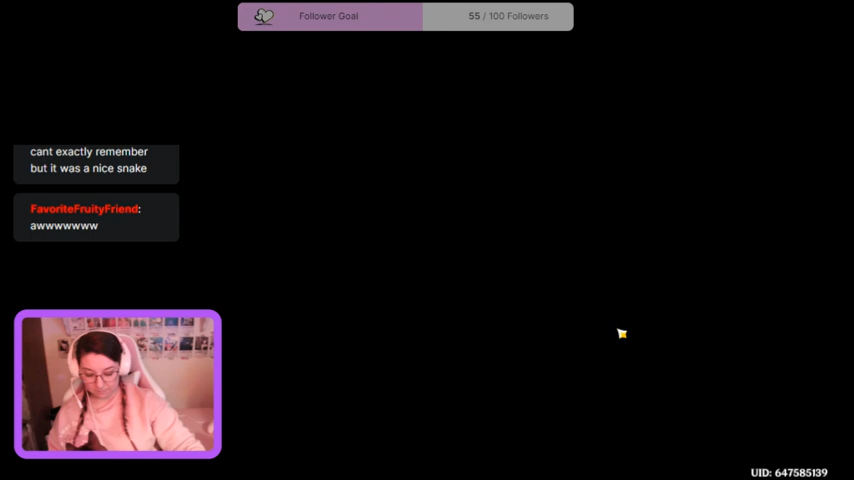 Follower Goal
55 / 100 Followers
cant exactly remember
but it was a nice snake
FavoriteFruityFriend:
awwwwwww
UID: 647585139